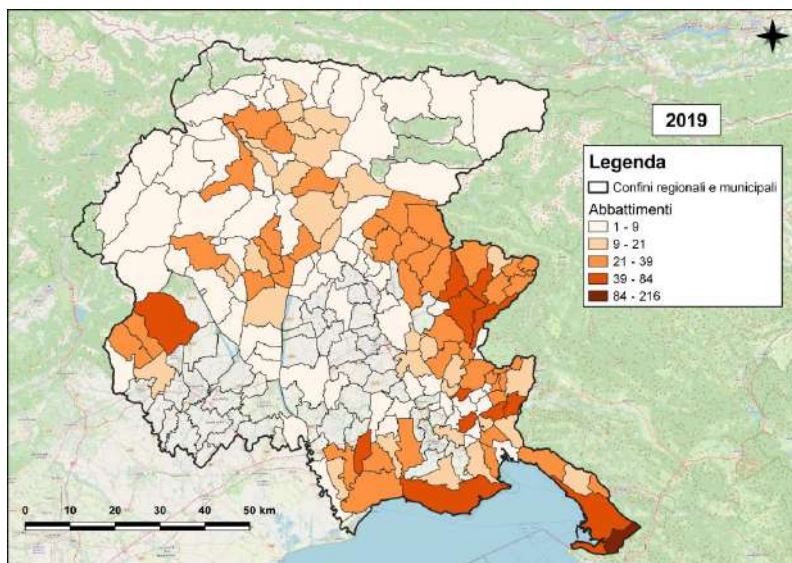 2019
Legenda
Confini regionali e municipali
Abbattimenti
1 - 9
9 - 21
21 - 39
39 - 84
84 - 216
0 10 20 30 40 50 km